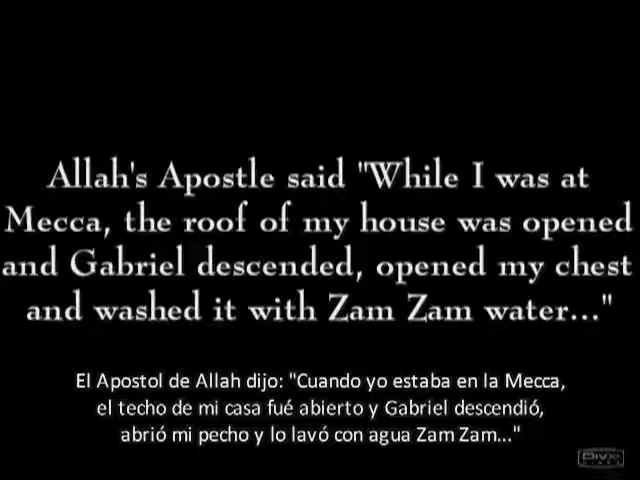 Allah's Apostle said "While I was at
Mecca, the roof of my house was opened
and Gabriel descended, opened my chest
and washed it with Zam Zam water..."
El Apostol de Allah dijo: "Cuando yo estaba en la Mecca,
el techo de mi casa fué abierto y Gabriel descendió,
abrió mi pecho y lo lavó con agua Zam Zam..."
DivX